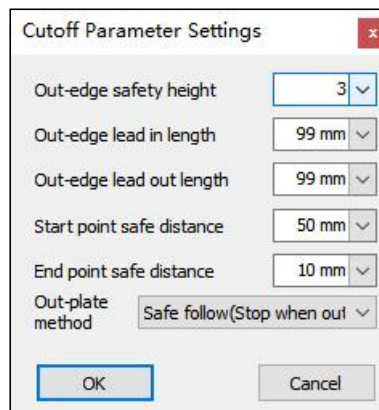 Cutoff Parameter Settings x
Out-edge safety height 3
Out-edge lead in length 99 mm
Out-edge lead out length 99 mm
Start point safe distance 50 mm
End point safe distance 10 mm
Out-plate
method Safe follow(Stop when out
OK Cancel